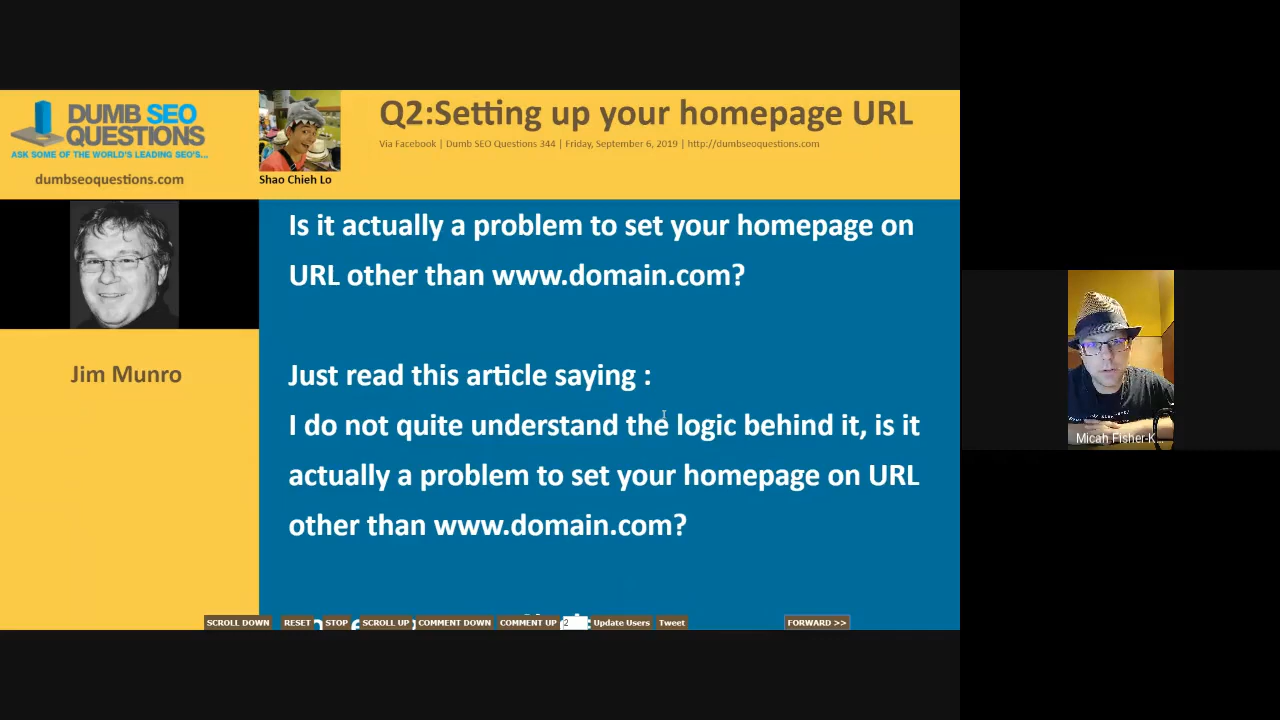 DUMB SEO
QUESTIONS
ASK SOME OF THE WORLD'S LEADING SEO'S...
dumbseoquestions.com
Shao Chieh Lo
Q2:Setting up your homepage URL
Via Facebook | Dumb SEO Questions 344 | Friday, September 6, 2019 | http://dumbseoquestions.com
Jim Munro
Is it actually a problem to set your homepage on
URL other than www.domain.com?
Just read this article saying :
I do not quite understand the logic behind it, is it
actually a problem to set your homepage on URL
other than www.domain.com?
SCROLL DOWN RESET STOP SCROLL UP COMMENT DOWN COMMENT UP 2 Update Users Tweet FORWARD >>
Micah Fisher-K...